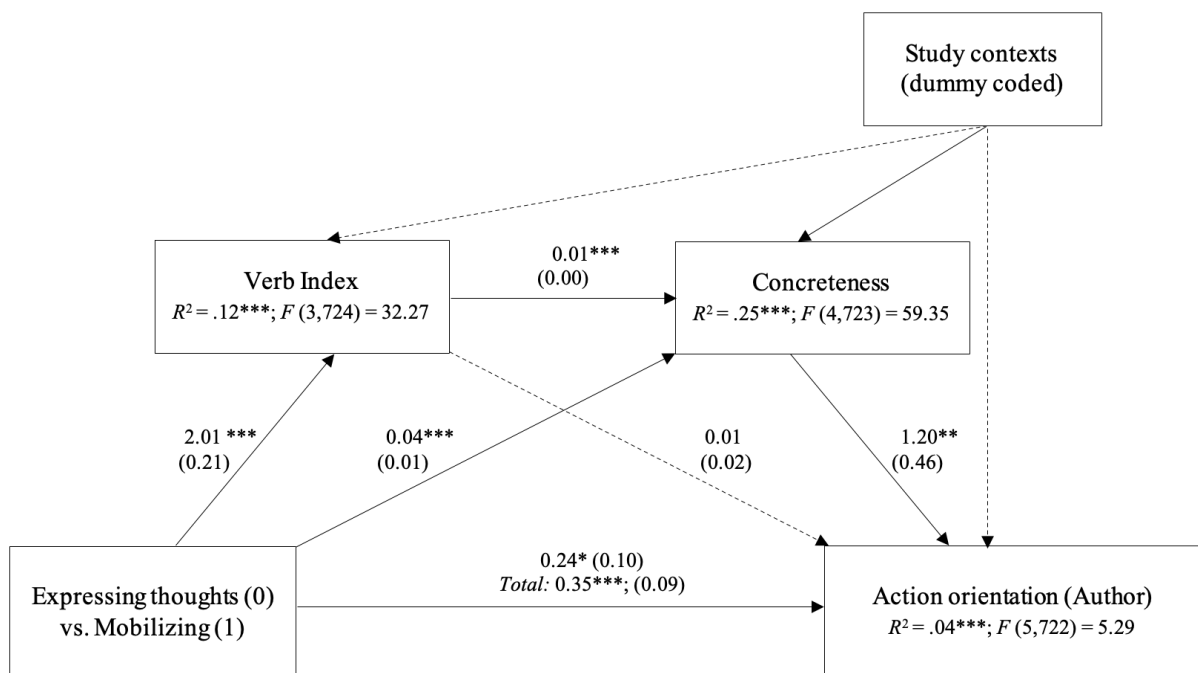 Study contexts
(dummy coded)
Verb Index
R² = .12***; F (3,724) = 32.27
0.01***
(0.00)
Concreteness
R² = .25***; F (4,723) = 59.35
2.01 ***
(0.21)
0.04***
(0.01)
0.01
(0.02)
1.20**
(0.46)
Expressing thoughts (0)
vs. Mobilizing (1)
0.24* (0.10)
Total: 0.35***; (0.09)
Action orientation (Author)
R² = .04***; F (5,722) = 5.29